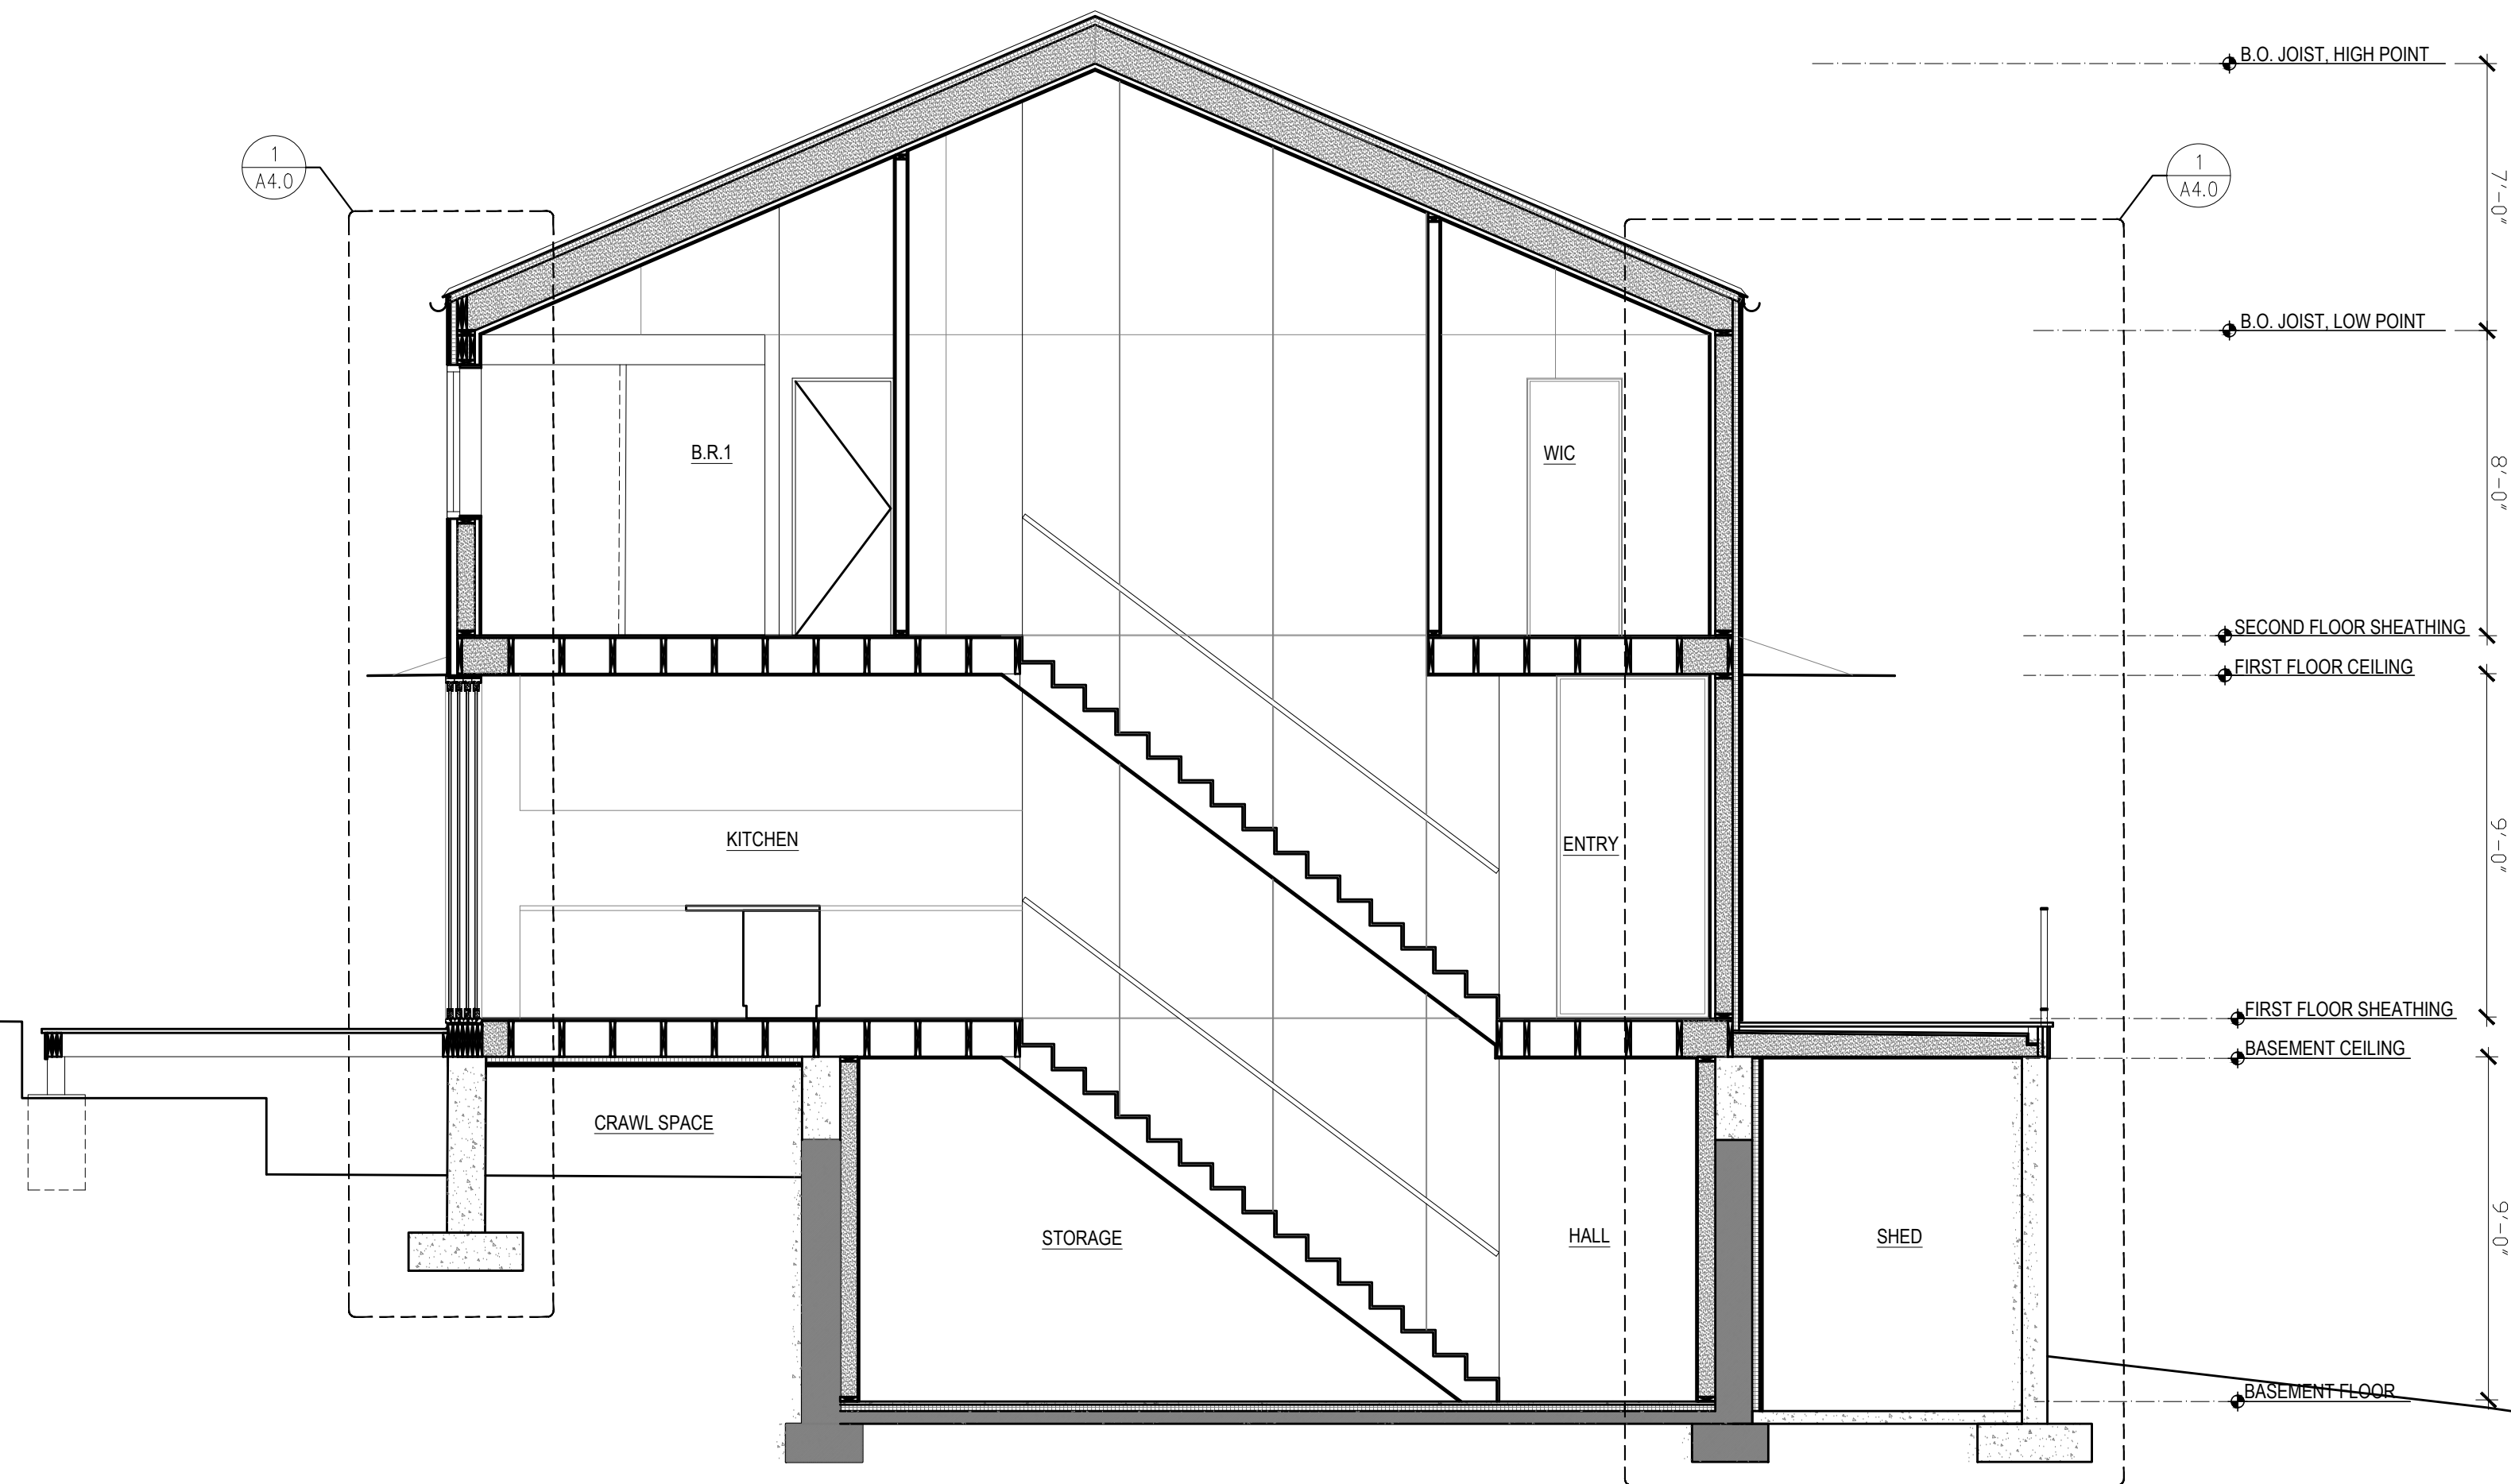 B.O. JOIST, HIGH POINT
1
A4.0
1
A4.0
7'-0"
B.O. JOIST, LOW POINT
B.R.1
WIC
8'-0"
SECOND FLOOR SHEATHING
FIRST FLOOR CEILING
KITCHEN
ENTRY
9'-0"
FIRST FLOOR SHEATHING
BASEMENT CEILING
CRAWL SPACE
STORAGE
HALL
SHED
9'-0"
BASEMENT FLOOR